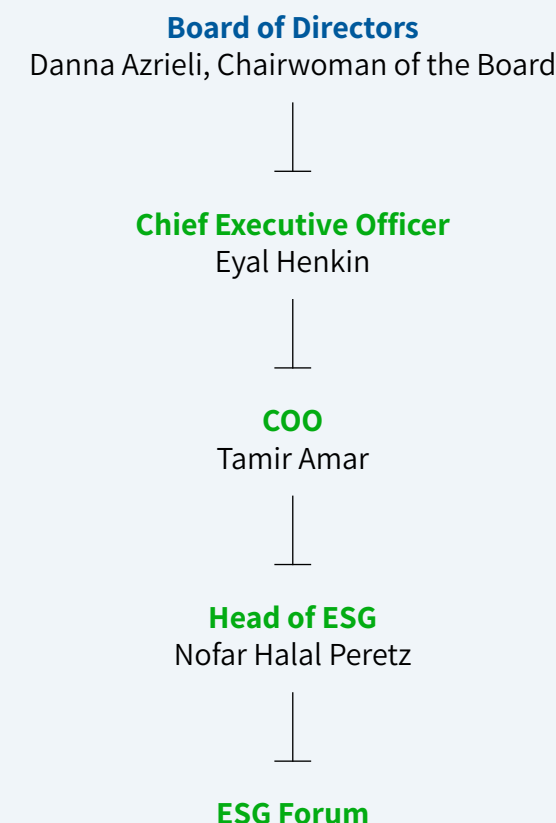 Board of Directors
Danna Azrieli, Chairwoman of the Board
Chief Executive Officer
Eyal Henkin
COO
Tamir Amar
Head of ESG
Nofar Halal Peretz
ESG Forum